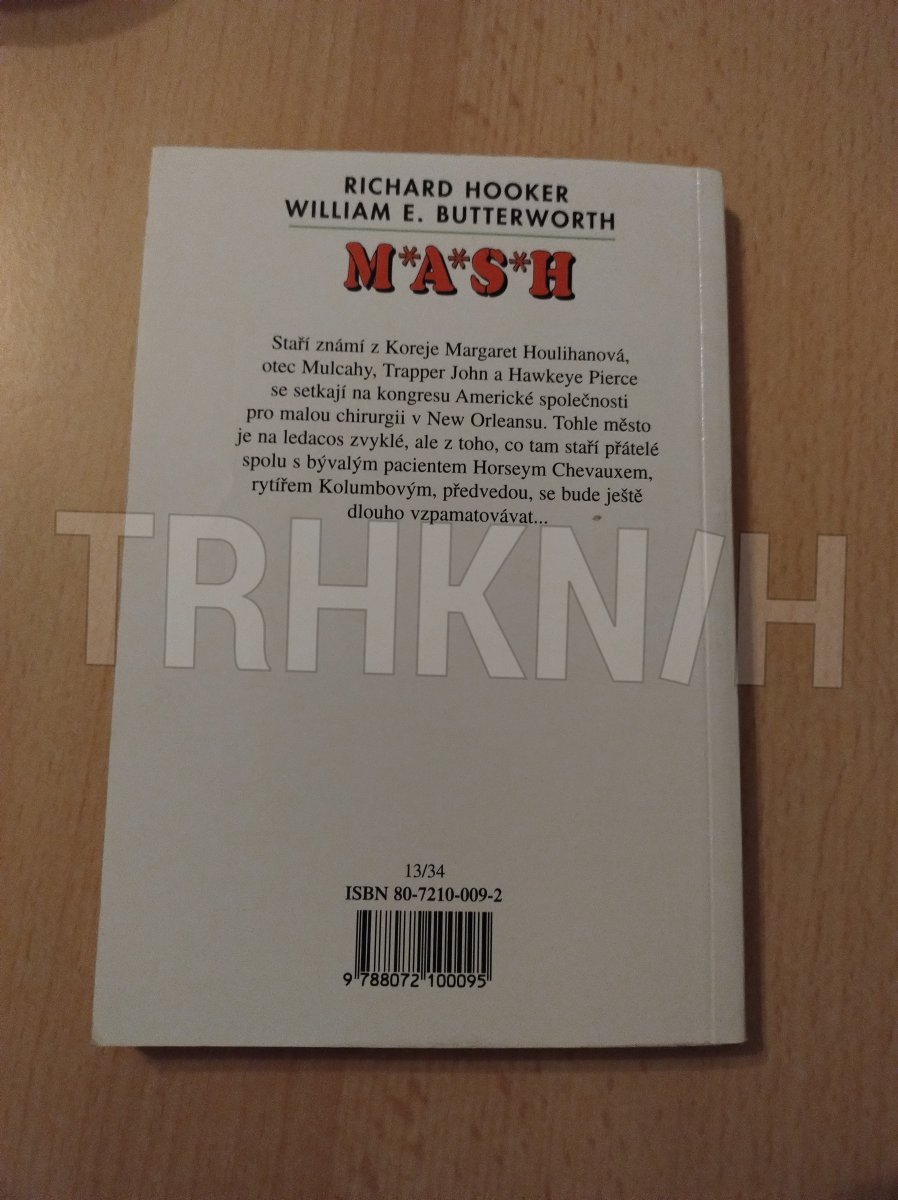 RICHARD HOOKER
WILLIAM E. BUTTERWORTH
M*A*S*H
Staří známí z Koreje Margaret Houlihanová,
otec Mulcahy, Trapper John a Hawkeye Pierce
se setkají na kongresu Americké společnosti
pro malou chirurgii v New Orleansu. Tohle město
je na ledacos zvyklé, ale z toho, co tam staří přátelé
spolu s bývalým pacientem Horseym Chevauxem,
rytířem Kolumbovým, předvedou, se bude ještě
dlouho vzpamatovávat...
TRHKN/H
13/34
ISBN 80-7210-009-2
9 788072 100095